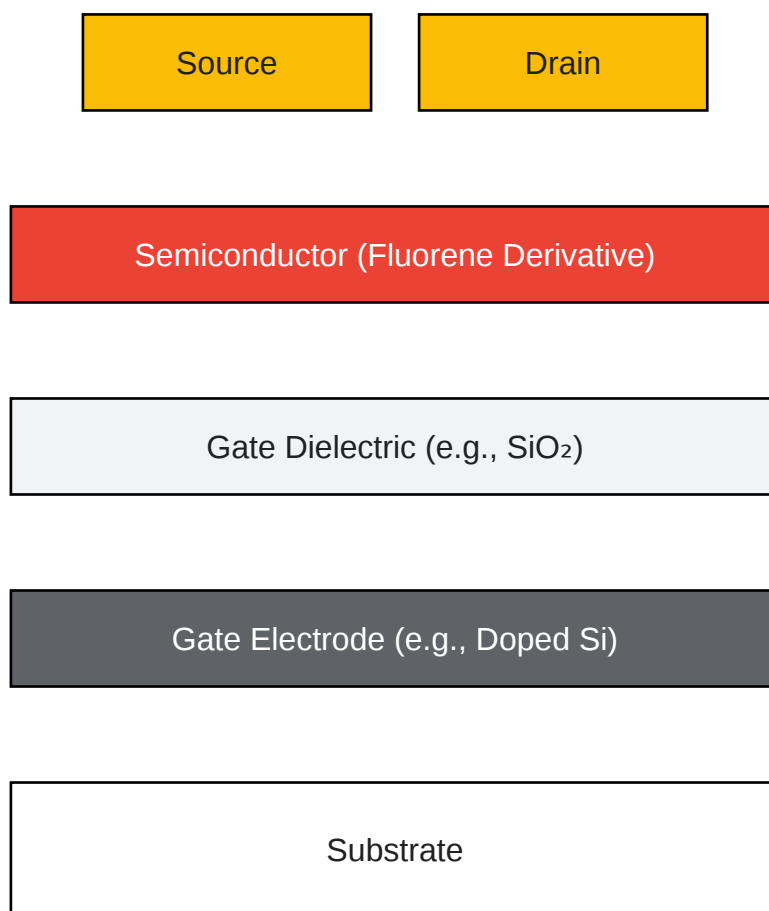 Source
Drain
Semiconductor (Fluorene Derivative)
Gate Dielectric (e.g., SiO₂)
Gate Electrode (e.g., Doped Si)
Substrate